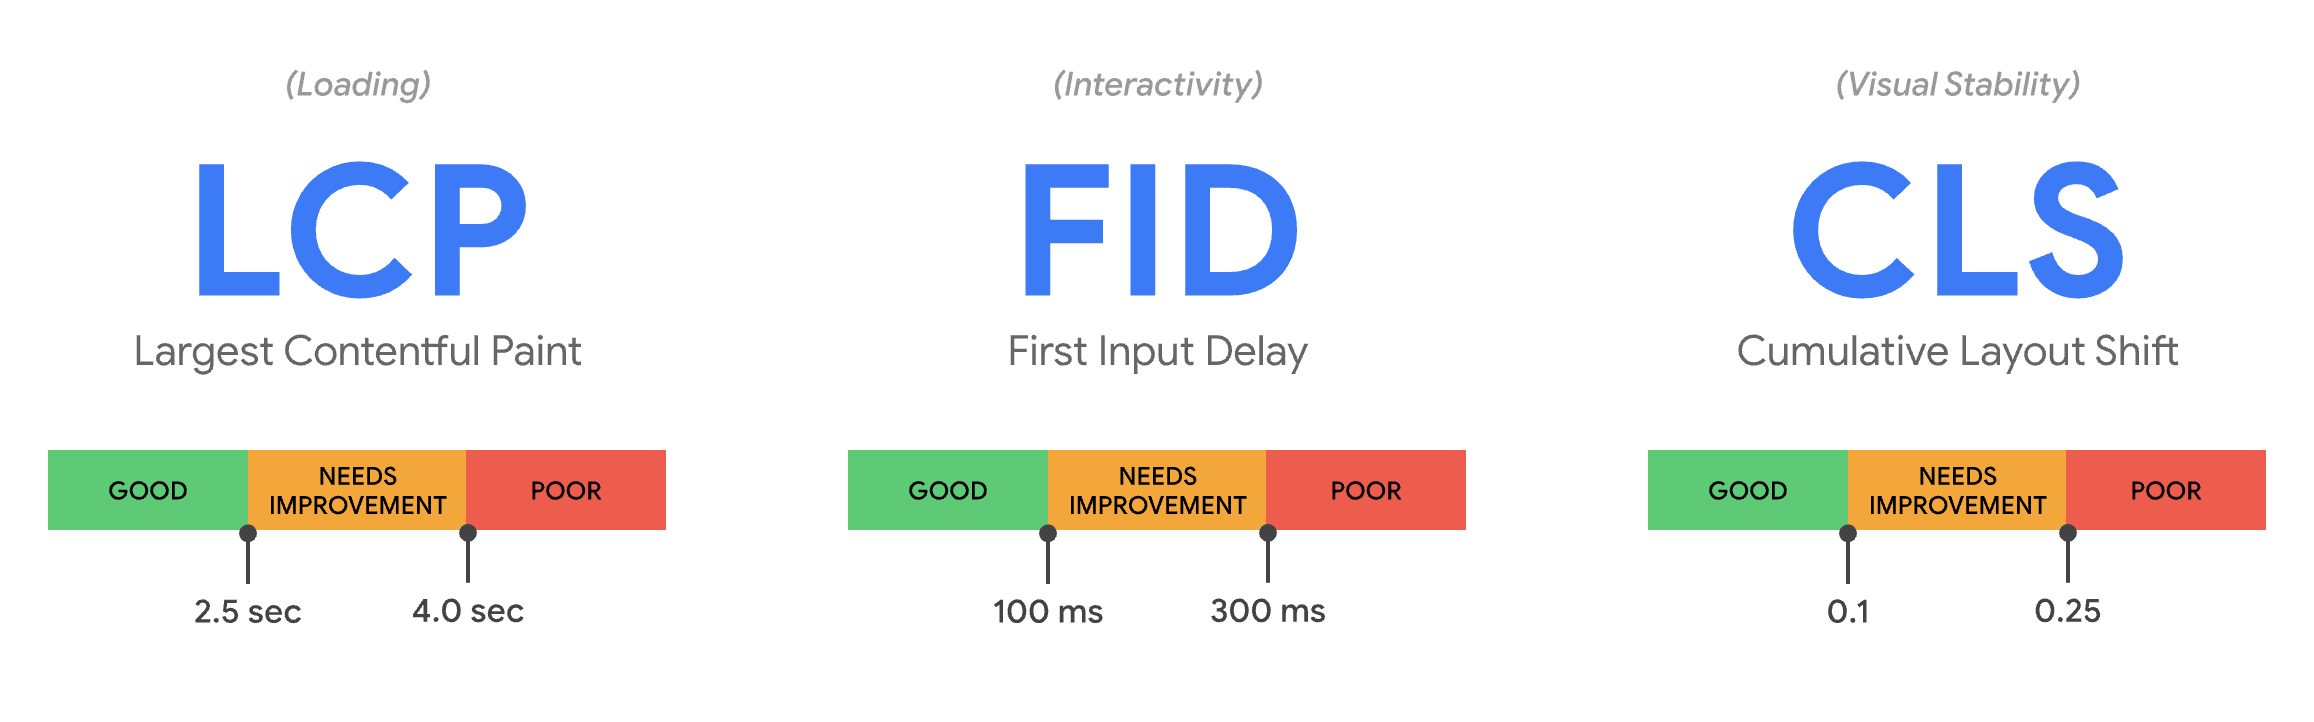 (Loading)
LCP
Largest Contentful Paint
GOOD
NEEDS
IMPROVEMENT
POOR
2.5 sec
4.0 sec
(Interactivity)
FID
First Input Delay
GOOD
NEEDS
IMPROVEMENT
POOR
100 ms
300 ms
(Visual Stability)
CLS
Cumulative Layout Shift
GOOD
NEEDS
IMPROVEMENT
POOR
0.1
0.25